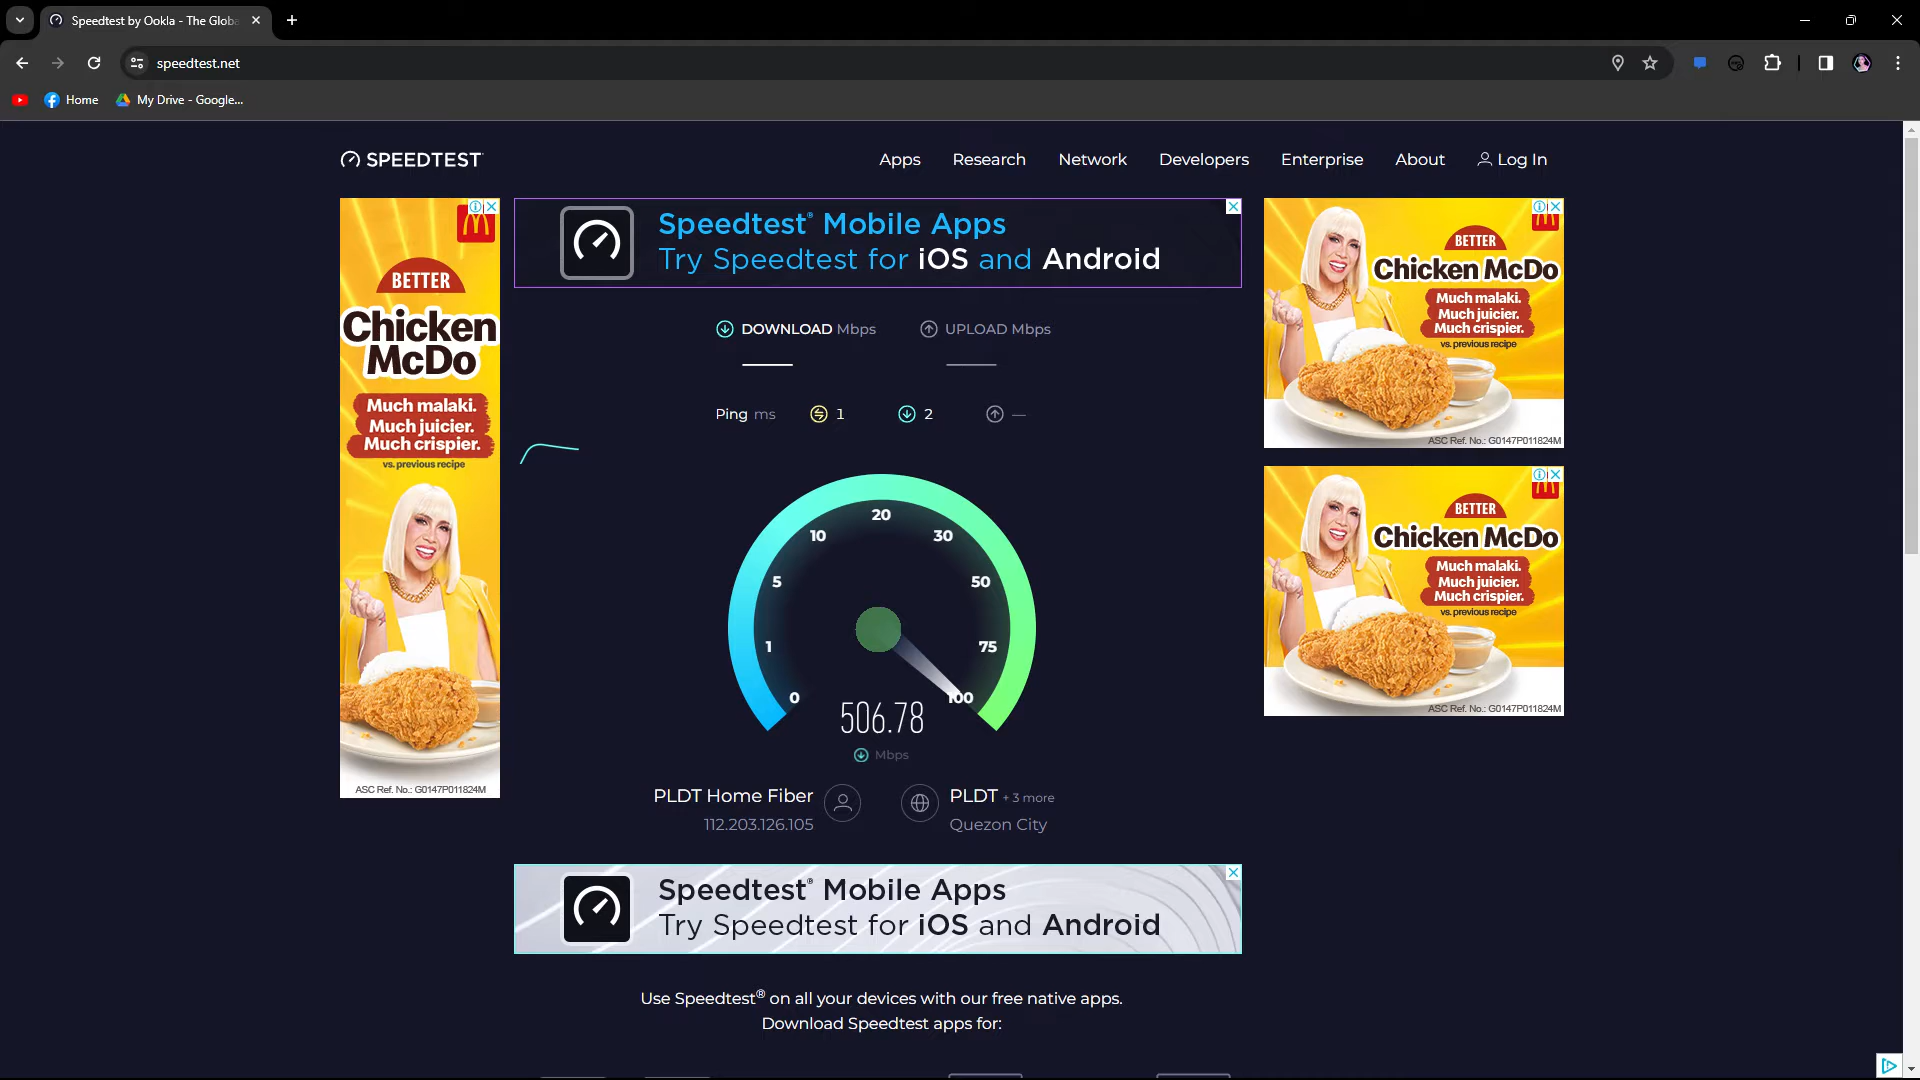 Speedtest by Ookla - The Globa
speedtest.net
Home
My Drive - Google...
SPEEDTEST
Apps
Research
Network
Developers
Enterprise
About
Log In
BETTER
Chicken
McDo
Much malaki.
Much juicier.
Much crispier.
vs. previous recipe
ASC Ref. No.: G0147P011824M
Speedtest® Mobile Apps
Try Speedtest for iOS and Android
DOWNLOAD Mbps
UPLOAD Mbps
Ping ms
1
2
—
0
1
5
10
20
30
50
75
100
506.78
Mbps
PLDT Home Fiber
112.203.126.105
PLDT + 3 more
Quezon City
BETTER
Chicken McDo
Much malaki.
Much juicier.
Much crispier.
vs. previous recipe
ASC Ref. No.: G0147P011824M
BETTER
Chicken McDo
Much malaki.
Much juicier.
Much crispier.
vs. previous recipe
ASC Ref. No.: G0147P011824M
Speedtest® Mobile Apps
Try Speedtest for iOS and Android
Use Speedtest® on all your devices with our free native apps.
Download Speedtest apps for: